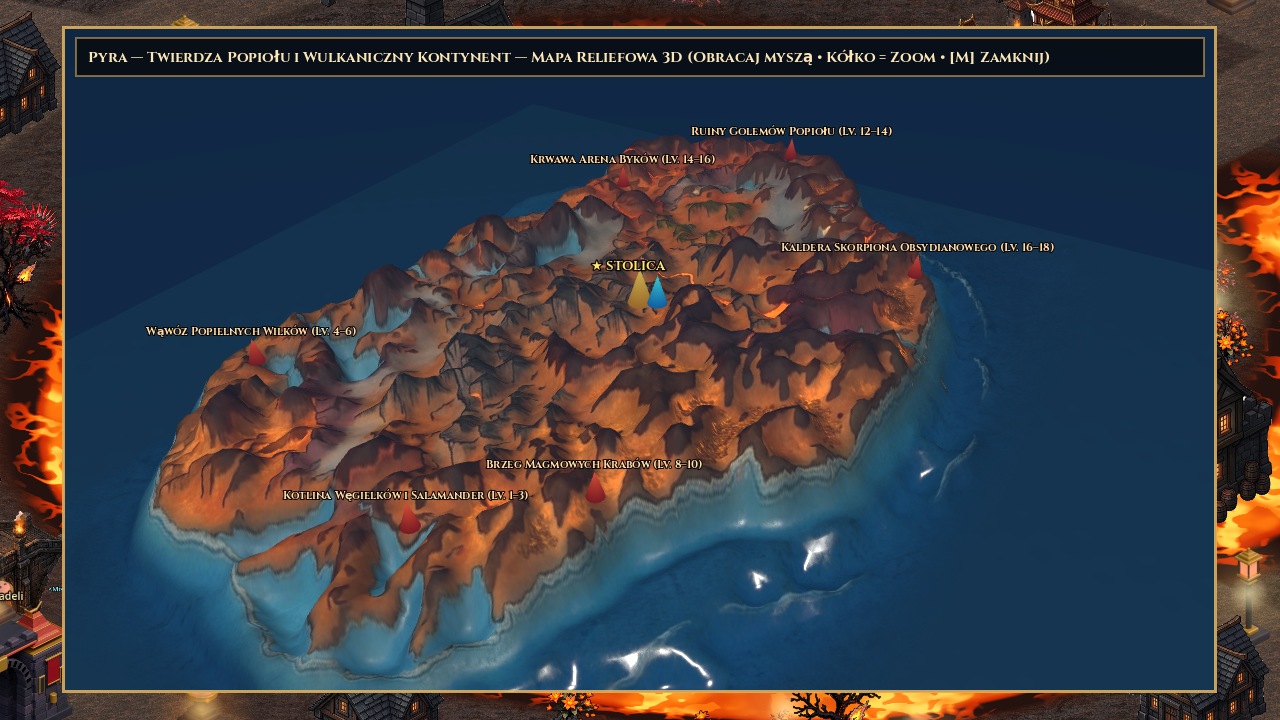 Pyra — Twierdza Popiołu i Wulkaniczny Kontynent — Mapa Reliefowa 3D (Obracaj myszą • Kółko = Zoom • [M] Zamknij)
Ruiny Golemów Popiołu (Lv. 12–14)
Krwawa Arena Byków (Lv. 14–16)
Kaldera Skorpiona Obsydianowego (Lv. 16–18)
★ STOLICA
Wąwóz Popielnych Wilków (Lv. 4–6)
Brzeg Magmowych Krabów (Lv. 8–10)
Kotlina Węgielków i Salamander (Lv. 1–3)
adeli